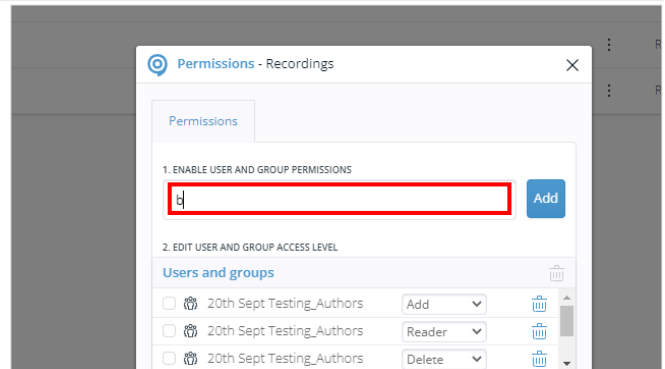 Permissions - Recordings
R
R
Permissions
1. ENABLE USER AND GROUP PERMISSIONS
b
Add
2. EDIT USER AND GROUP ACCESS LEVEL
Users and groups
20th Sept Testing_Authors Add
20th Sept Testing_Authors Reader
20th Sept Testing_Authors Delete